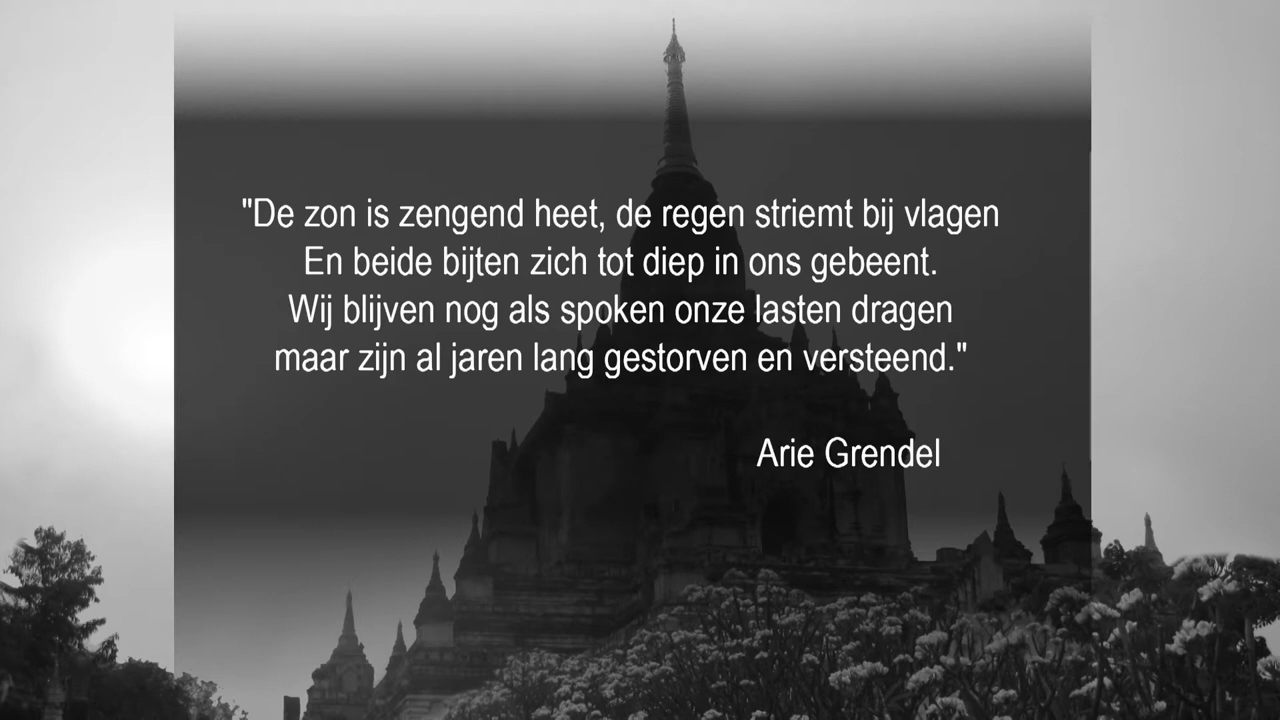 "De zon is zengend heet, de regen striemt bij vlagen
En beide bijten zich tot diep in ons gebeent.
Wij blijven nog als spoken onze lasten dragen
maar zijn al jaren lang gestorven en versteend."
Arie Grendel